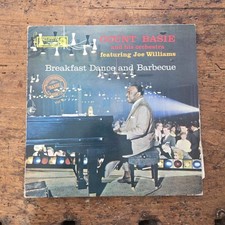 COUNT BASIE
and his orchestra
featuring Joe Williams
Breakfast Dance and Barbecue